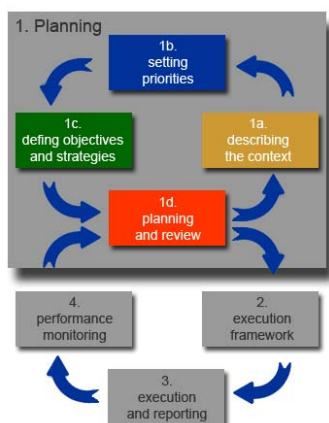 1. Planning
1b.
setting
priorities
1c.
defing objectives
and strategies
1a.
describing
the context
1d.
planning
and review
4.
performance
monitoring
2.
execution
framework
3.
execution
and reporting